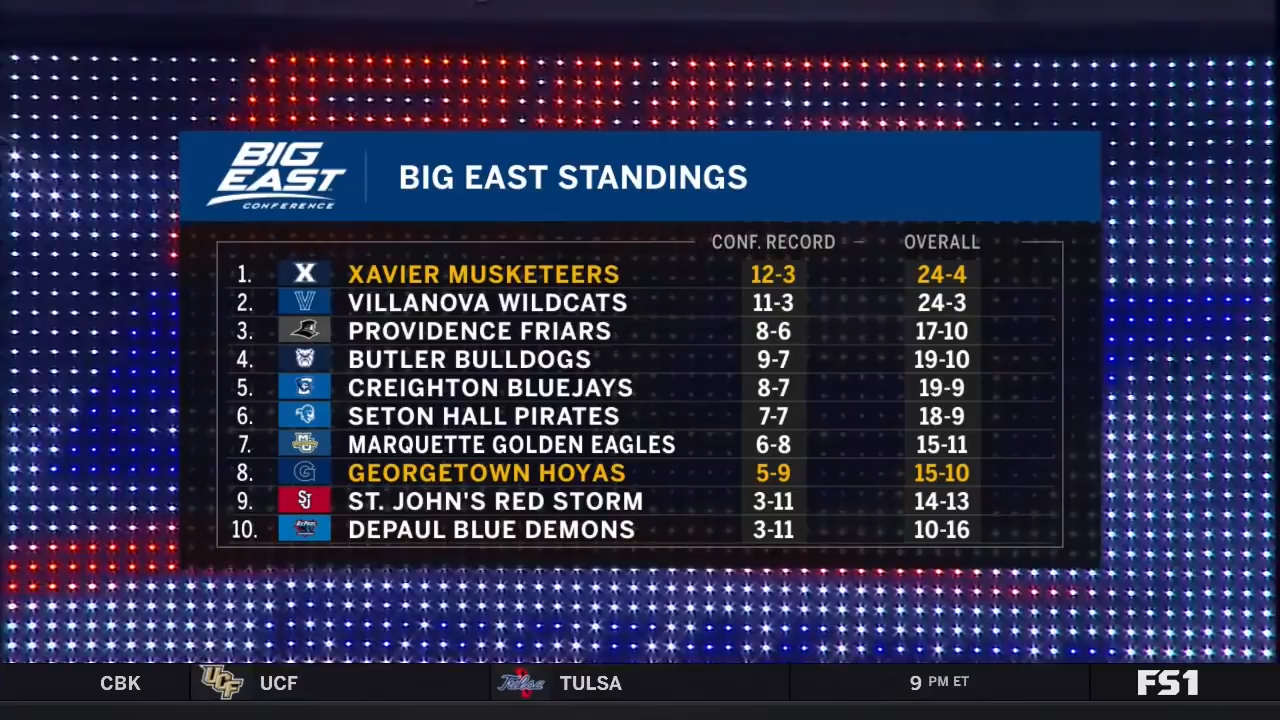 BIG EAST CONFERENCE
BIG EAST STANDINGS
CONF. RECORD OVERALL
1. X XAVIER MUSKETEERS 12-3 24-4
2. V VILLANOVA WILDCATS 11-3 24-3
3. PROVIDENCE FRIARS 8-6 17-10
4. BUTLER BULLDOGS 9-7 19-10
5. CREIGHTON BLUEJAYS 8-7 19-9
6. SETON HALL PIRATES 7-7 18-9
7. MU MARQUETTE GOLDEN EAGLES 6-8 15-11
8. G GEORGETOWN HOYAS 5-9 15-10
9. SJ ST. JOHN'S RED STORM 3-11 14-13
10. DEPAUL BLUE DEMONS 3-11 10-16
CBK UCF UCF Tulsa TULSA 9 PM ET FS1